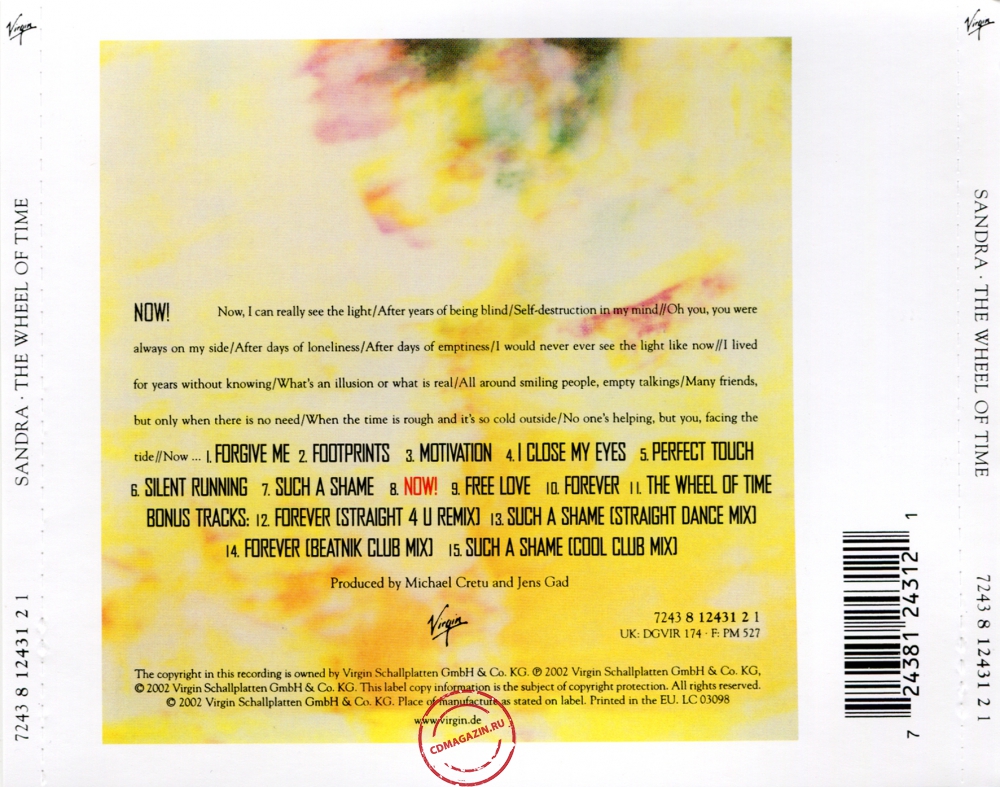 Virgin
Virgin
SANDRA · THE WHEEL OF TIME
7243 8 12431 2 1
NOW! Now, I can really see the light/After years of being blind/Self-destruction in my mind//Oh you, you were
always on my side/After days of loneliness/After days of emptiness/I would never ever see the light like now//I lived
for years without knowing/What's an illusion or what is real/All around smiling people, empty talkings/Many friends,
but only when there is no need/When the time is rough and it's so cold outside/No one's helping, but you, facing the
tide//Now ... 1. FORGIVE ME 2. FOOTPRINTS 3. MOTIVATION 4. I CLOSE MY EYES 5. PERFECT TOUCH
6. SILENT RUNNING 7. SUCH A SHAME 8. NOW! 9. FREE LOVE 10. FOREVER 11. THE WHEEL OF TIME
BONUS TRACKS: 12. FOREVER (STRAIGHT 4 U REMIX) 13. SUCH A SHAME (STRAIGHT DANCE MIX)
14. FOREVER (BEATNIK CLUB MIX) 15. SUCH A SHAME (COOL CLUB MIX)
Produced by Michael Cretu and Jens Gad
Virgin
7243 8 12431 2 1
UK: DGVIR 174 · F: PM 527
The copyright in this recording is owned by Virgin Schallplatten GmbH & Co. KG. ℗ 2002 Virgin Schallplatten GmbH & Co. KG,
© 2002 Virgin Schallplatten GmbH & Co. KG. This label copy information is the subject of copyright protection. All rights reserved.
© 2002 Virgin Schallplatten GmbH & Co. KG. Place of manufacture as stated on label. Printed in the EU. LC 03098
www.virgin.de
CDMAGAZIN.RU
7 24381 24312 1
SANDRA · THE WHEEL OF TIME
7243 8 12431 2 1